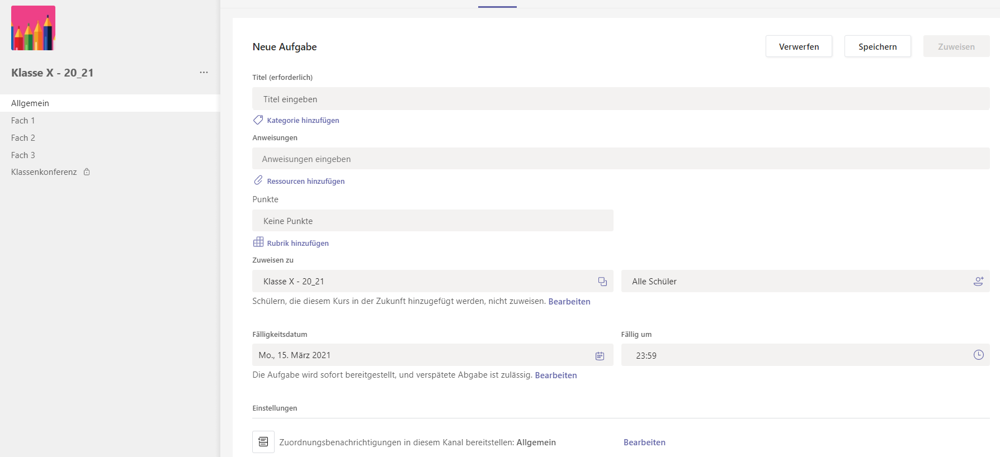 Klasse X - 20_21
Allgemein
Fach 1
Fach 2
Fach 3
Klassenkonferenz
Neue Aufgabe
Verwerfen
Speichern
Zuweisen
Titel (erforderlich)
Titel eingeben
Kategorie hinzufügen
Anweisungen
Anweisungen eingeben
Ressourcen hinzufügen
Punkte
Keine Punkte
Rubrik hinzufügen
Zuweisen zu
Klasse X - 20_21
Alle Schüler
Schülern, die diesem Kurs in der Zukunft hinzugefügt werden, nicht zuweisen. Bearbeiten
Fälligkeitsdatum
Fällig um
Mo., 15. März 2021
23:59
Die Aufgabe wird sofort bereitgestellt, und verspätete Abgabe ist zulässig. Bearbeiten
Einstellungen
Zuordnungsbenachrichtigungen in diesem Kanal bereitstellen: Allgemein
Bearbeiten